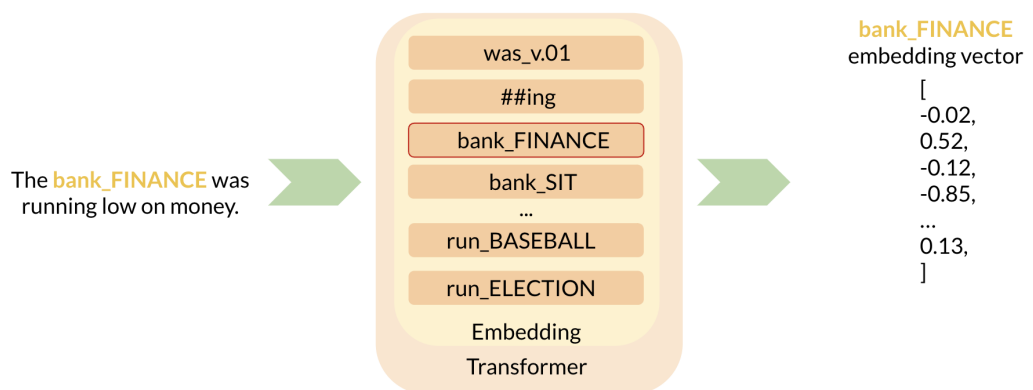 The bank_FINANCE was
running low on money.
was_v.01
##ing
bank_FINANCE
bank_SIT
...
run_BASEBALL
run_ELECTION
Embedding
Transformer
bank_FINANCE
embedding vector
[
-0.02,
0.52,
-0.12,
-0.85,
...
0.13,
]